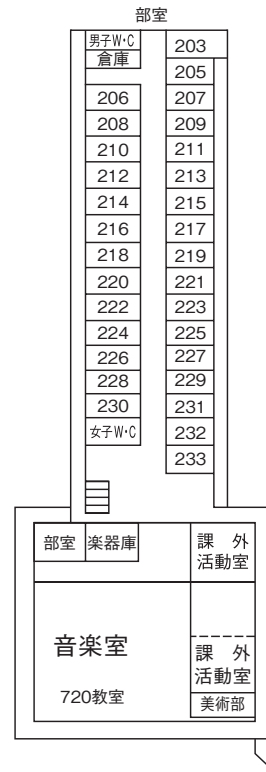 部室
男子W・C
203
倉庫
205
206
207
208
209
210
211
212
213
214
215
216
217
218
219
220
221
222
223
224
225
226
227
228
229
230
231
女子W・C
232
233
部室
楽器庫
課 外
活動室
音楽室
課 外
活動室
720教室
美術部